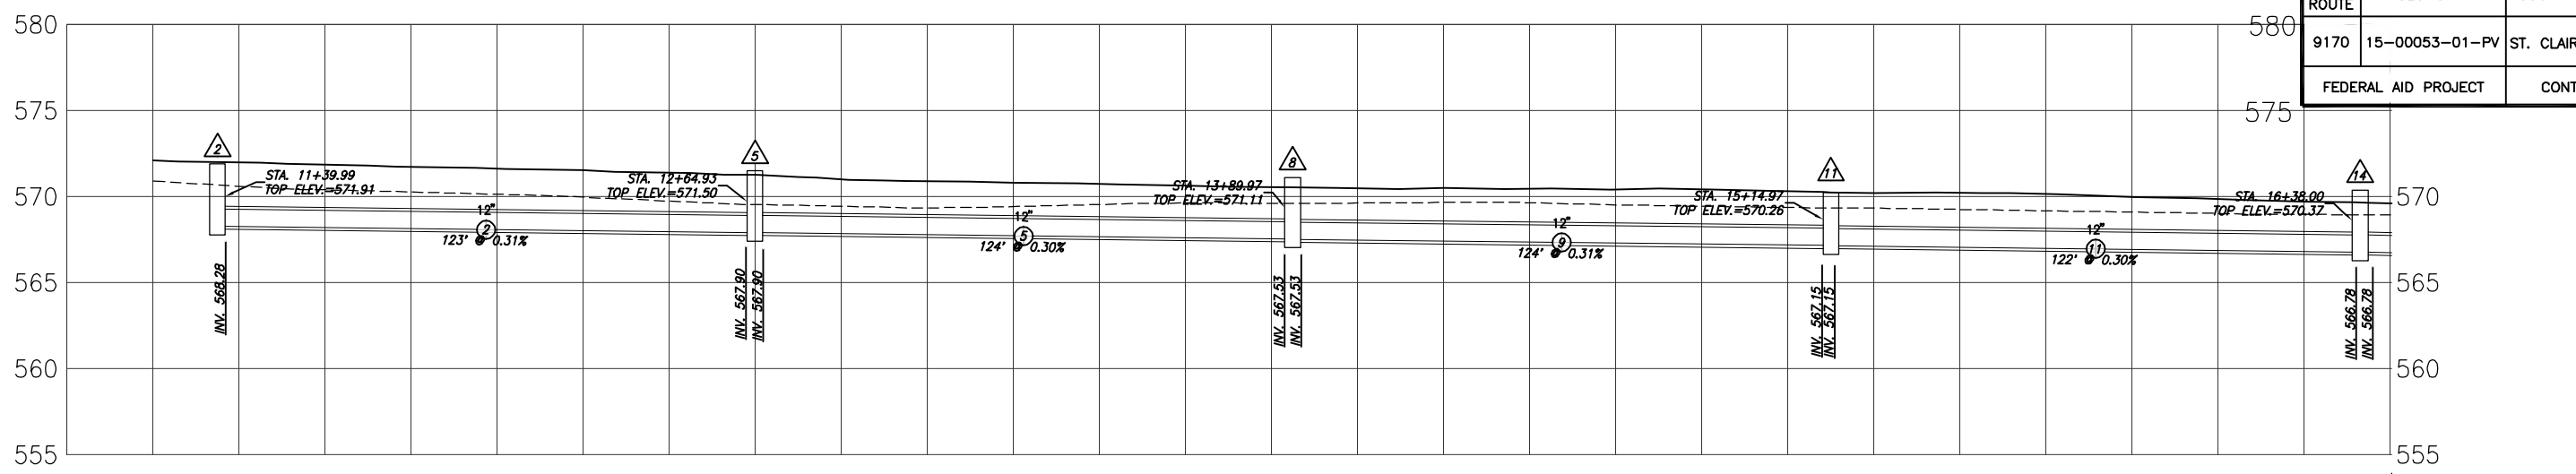 580
580
ROUTE
9170 15-00053-01-PV ST. CLAIR
FEDERAL AID PROJECT CONT
575
575
2
5
8
11
14
STA. 11+39.99
TOP ELEV.=571.91
STA. 12+64.93
TOP ELEV.=571.50
STA. 13+89.97
TOP ELEV.=571.11
STA. 15+14.97
TOP ELEV.=570.26
STA. 16+38.00
TOP ELEV.=570.37
570
570
12"
2
123' @ 0.31%
12"
5
124' @ 0.30%
12"
9
124' @ 0.31%
12"
11
122' @ 0.30%
INV. 568.28
INV. 567.90
INV. 567.90
INV. 567.53
INV. 567.53
INV. 567.15
INV. 567.15
INV. 566.78
INV. 566.78
565
565
560
560
555
555